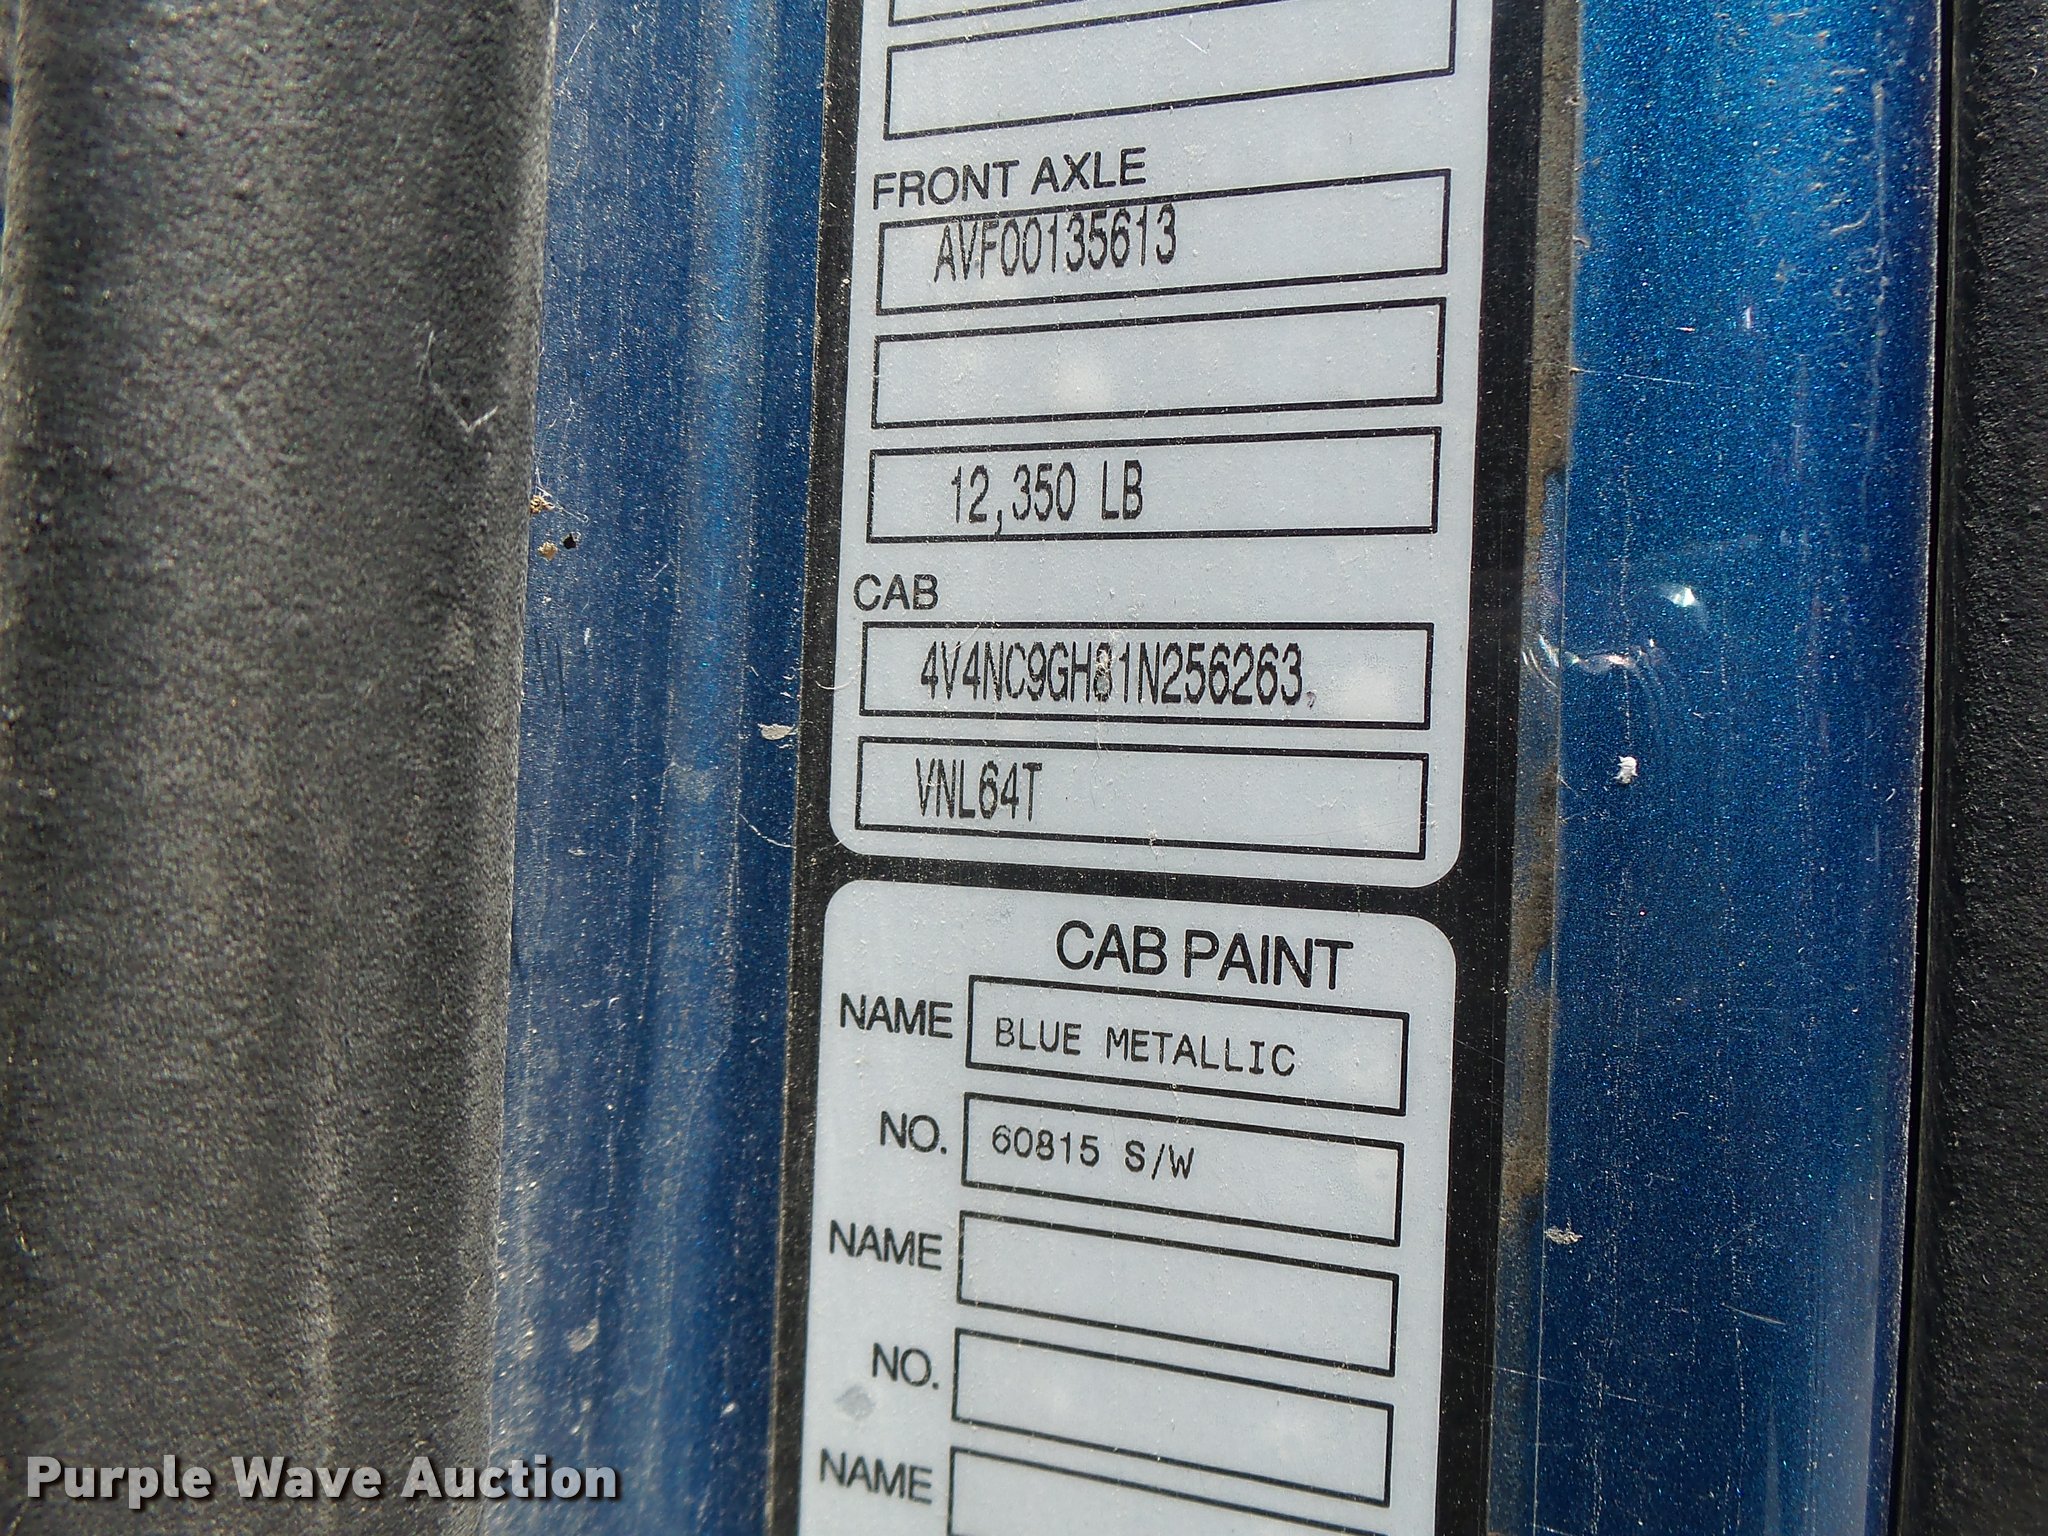 FRONT AXLE
AVF00135613
12,350 LB
CAB
4V4NC9GH81N256263
VNL64T
CAB PAINT
NAME BLUE METALLIC
NO. 60815 S/W
NAME
NO.
NAME
Purple Wave Auction